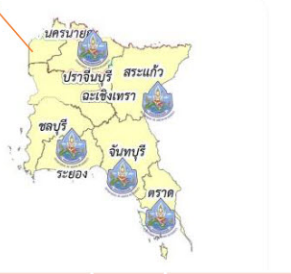 นครนายก
ปราจีนบุรี
สระแก้ว
ฉะเชิงเทรา
ชลบุรี
จันทบุรี
ระยอง
ตราด